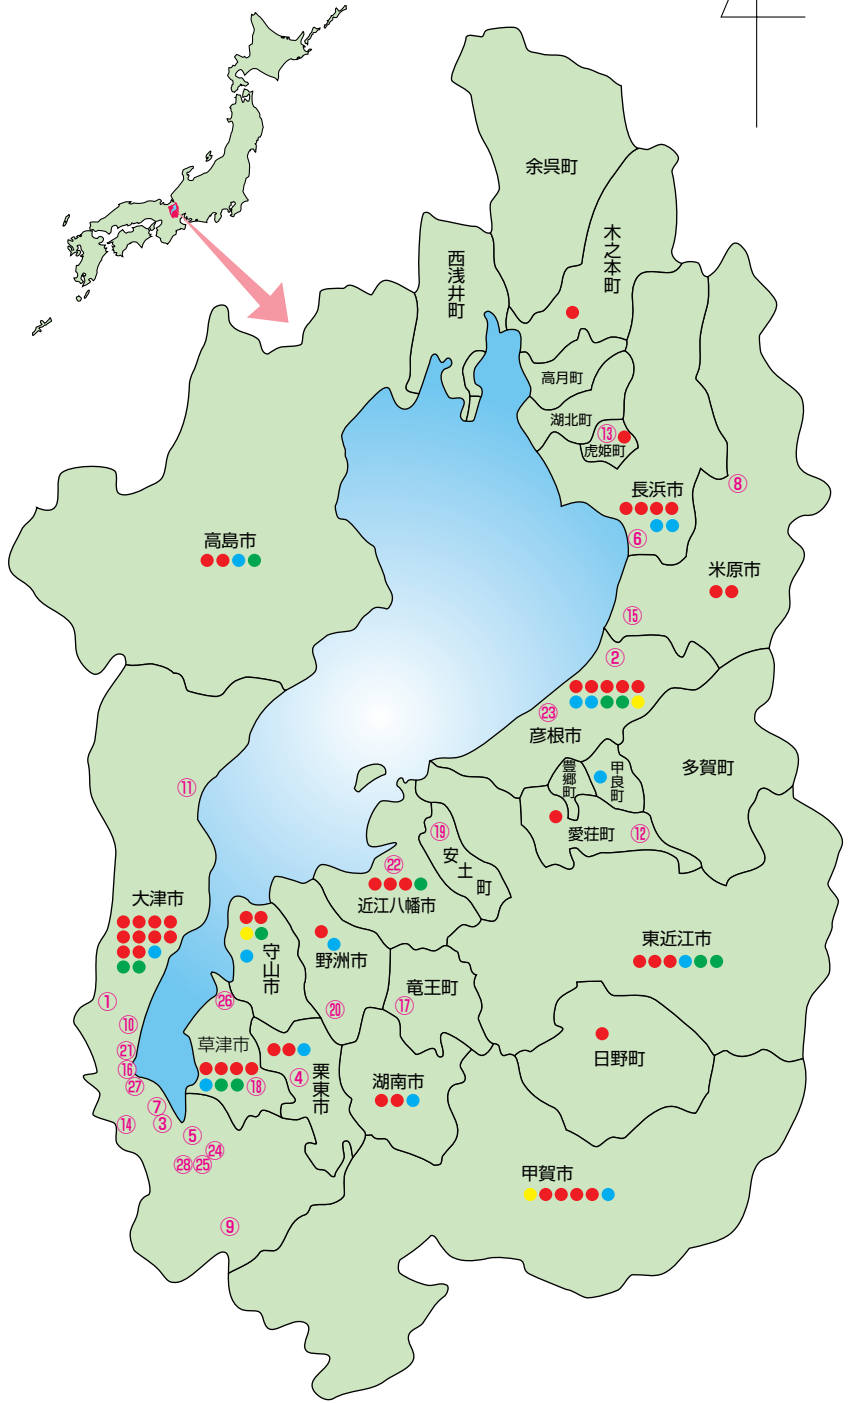 余呉町
木之本町
西浅井町
高月町
湖北町
⑬
虎姫町
⑧
長浜市
⑥
高島市
米原市
⑮
②
㉓
彦根市
多賀町
豊郷町
甲良町
⑪
愛荘町
⑫
⑲
安土町
㉒
近江八幡市
大津市
東近江市
守山市
野洲市
竜王町
①
㉖
⑳
⑰
⑩
草津市
日野町
㉑
⑯
④
栗東市
湖南市
㉗
⑱
⑦
③
⑭
⑤
㉔
㉘
㉕
甲賀市
⑨